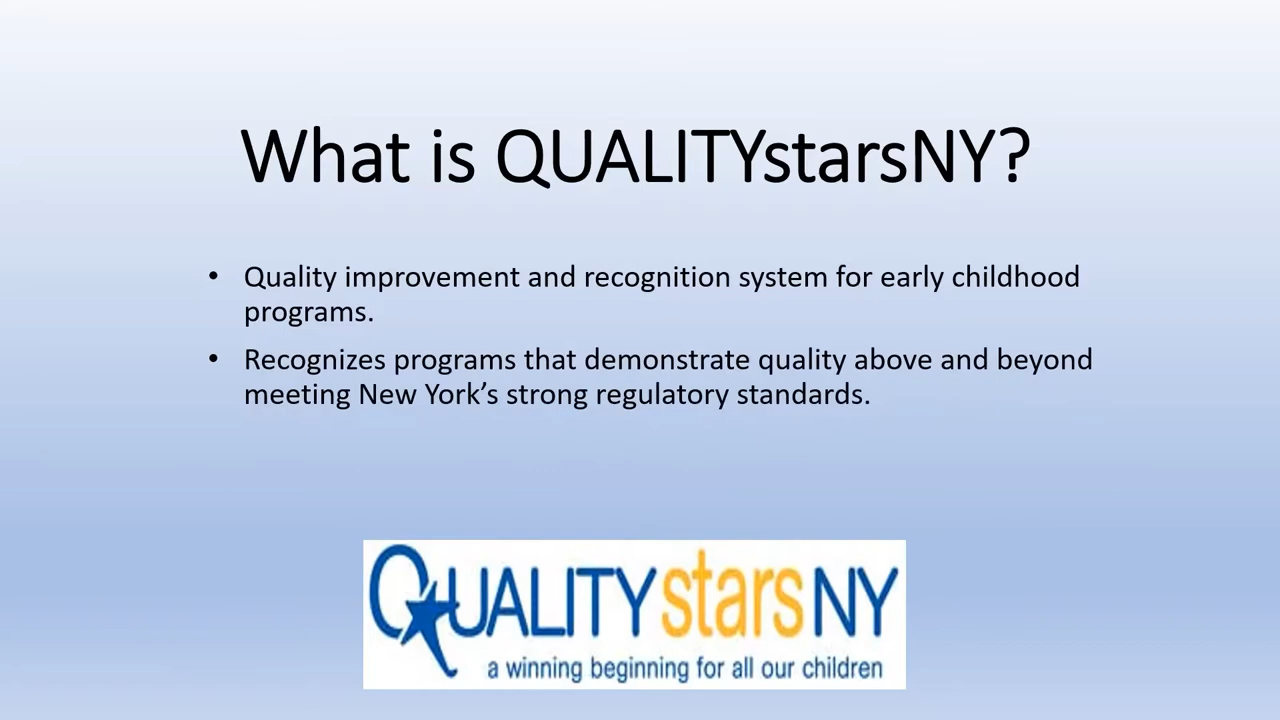 What is QUALITYstarsNY?
• Quality improvement and recognition system for early childhood
programs.
• Recognizes programs that demonstrate quality above and beyond
meeting New York’s strong regulatory standards.
QUALITYstarsNY
a winning beginning for all our children